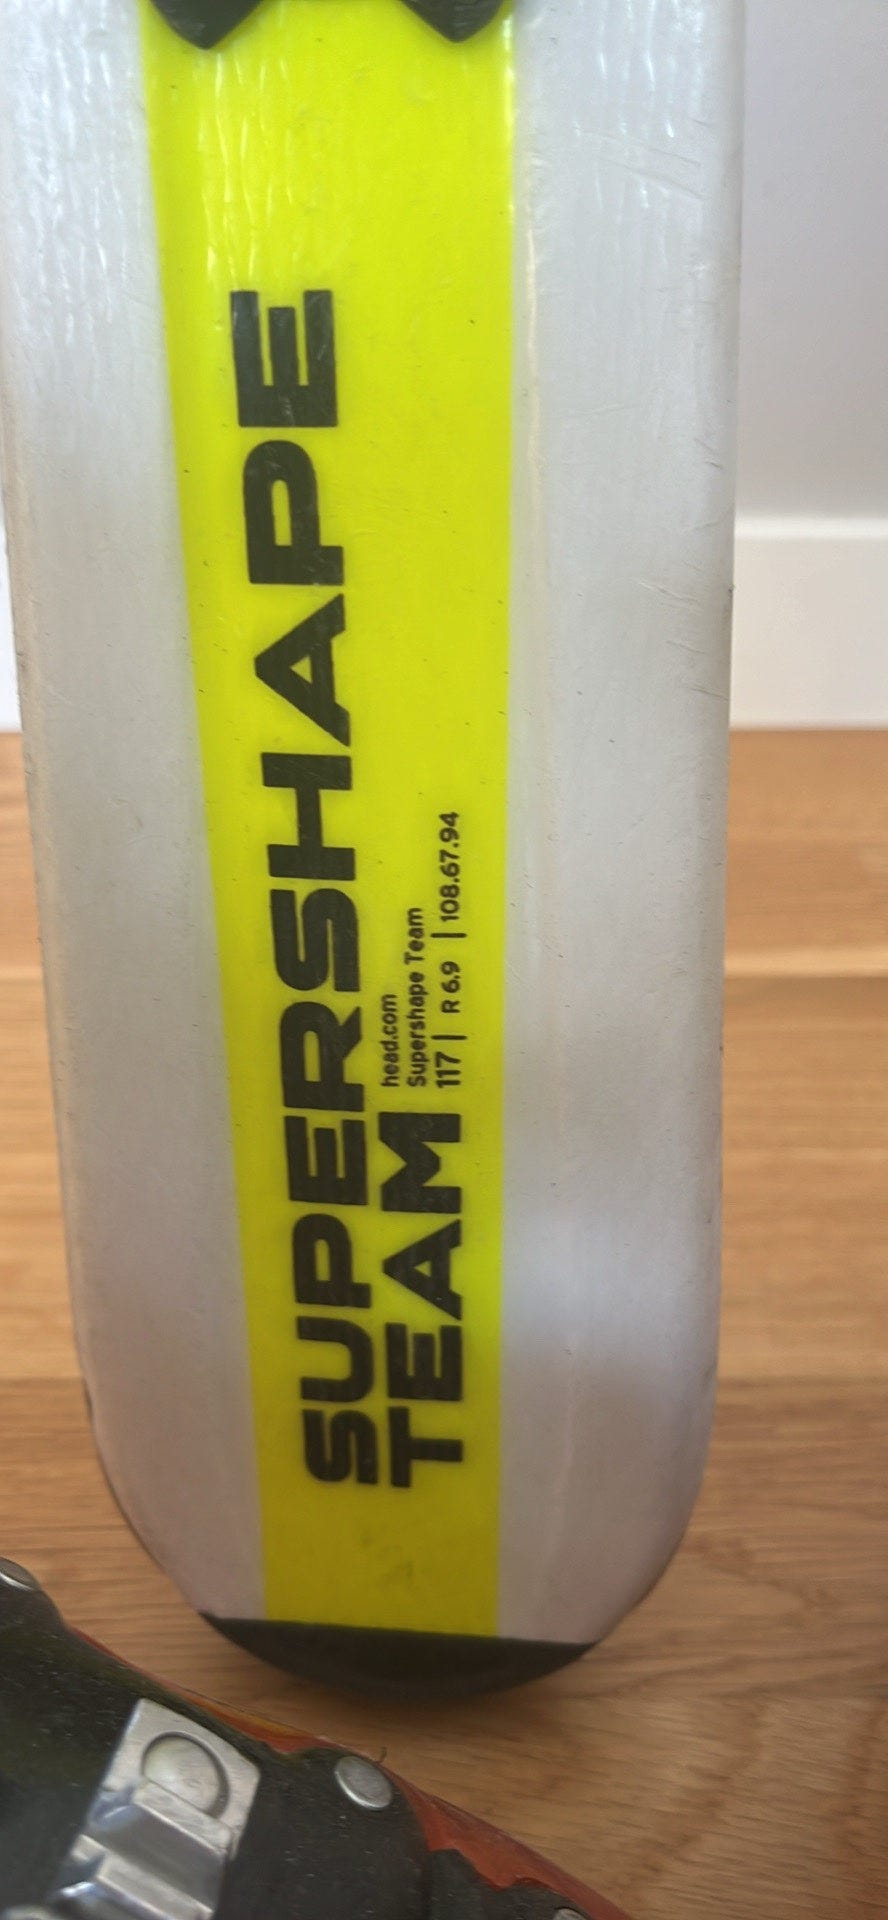 SUPERSHAPE
TEAM
head.com
Supershape Team
117 | R 6.9 | 108.67.94